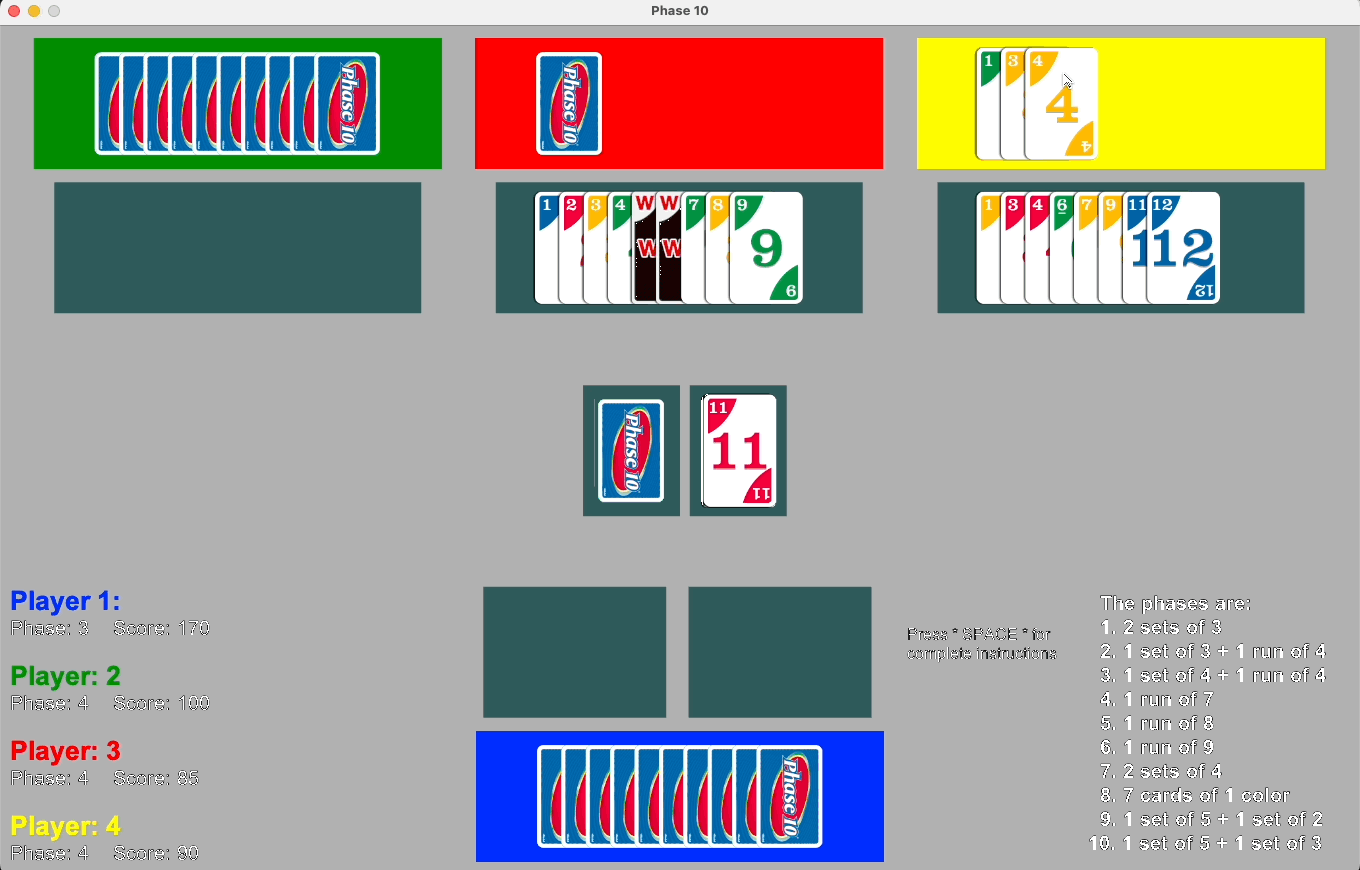 Phase 10
Phase 10
Phase 10
1 3 4
4
4
1 2 3 4 W W 7 8 9
W W 9
9
1 3 4 6 7 9 11 12
11 12
12
Phase 10
11
11
11
Player 1:
Phase: 3 Score: 170
Player: 2
Phase: 4 Score: 100
Player: 3
Phase: 4 Score: 85
Player: 4
Phase: 4 Score: 90
Press * SPACE * for
complete instructions
Phase 10
The phases are:
1. 2 sets of 3
2. 1 set of 3 + 1 run of 4
3. 1 set of 4 + 1 run of 4
4. 1 run of 7
5. 1 run of 8
6. 1 run of 9
7. 2 sets of 4
8. 7 cards of 1 color
9. 1 set of 5 + 1 set of 2
10. 1 set of 5 + 1 set of 3